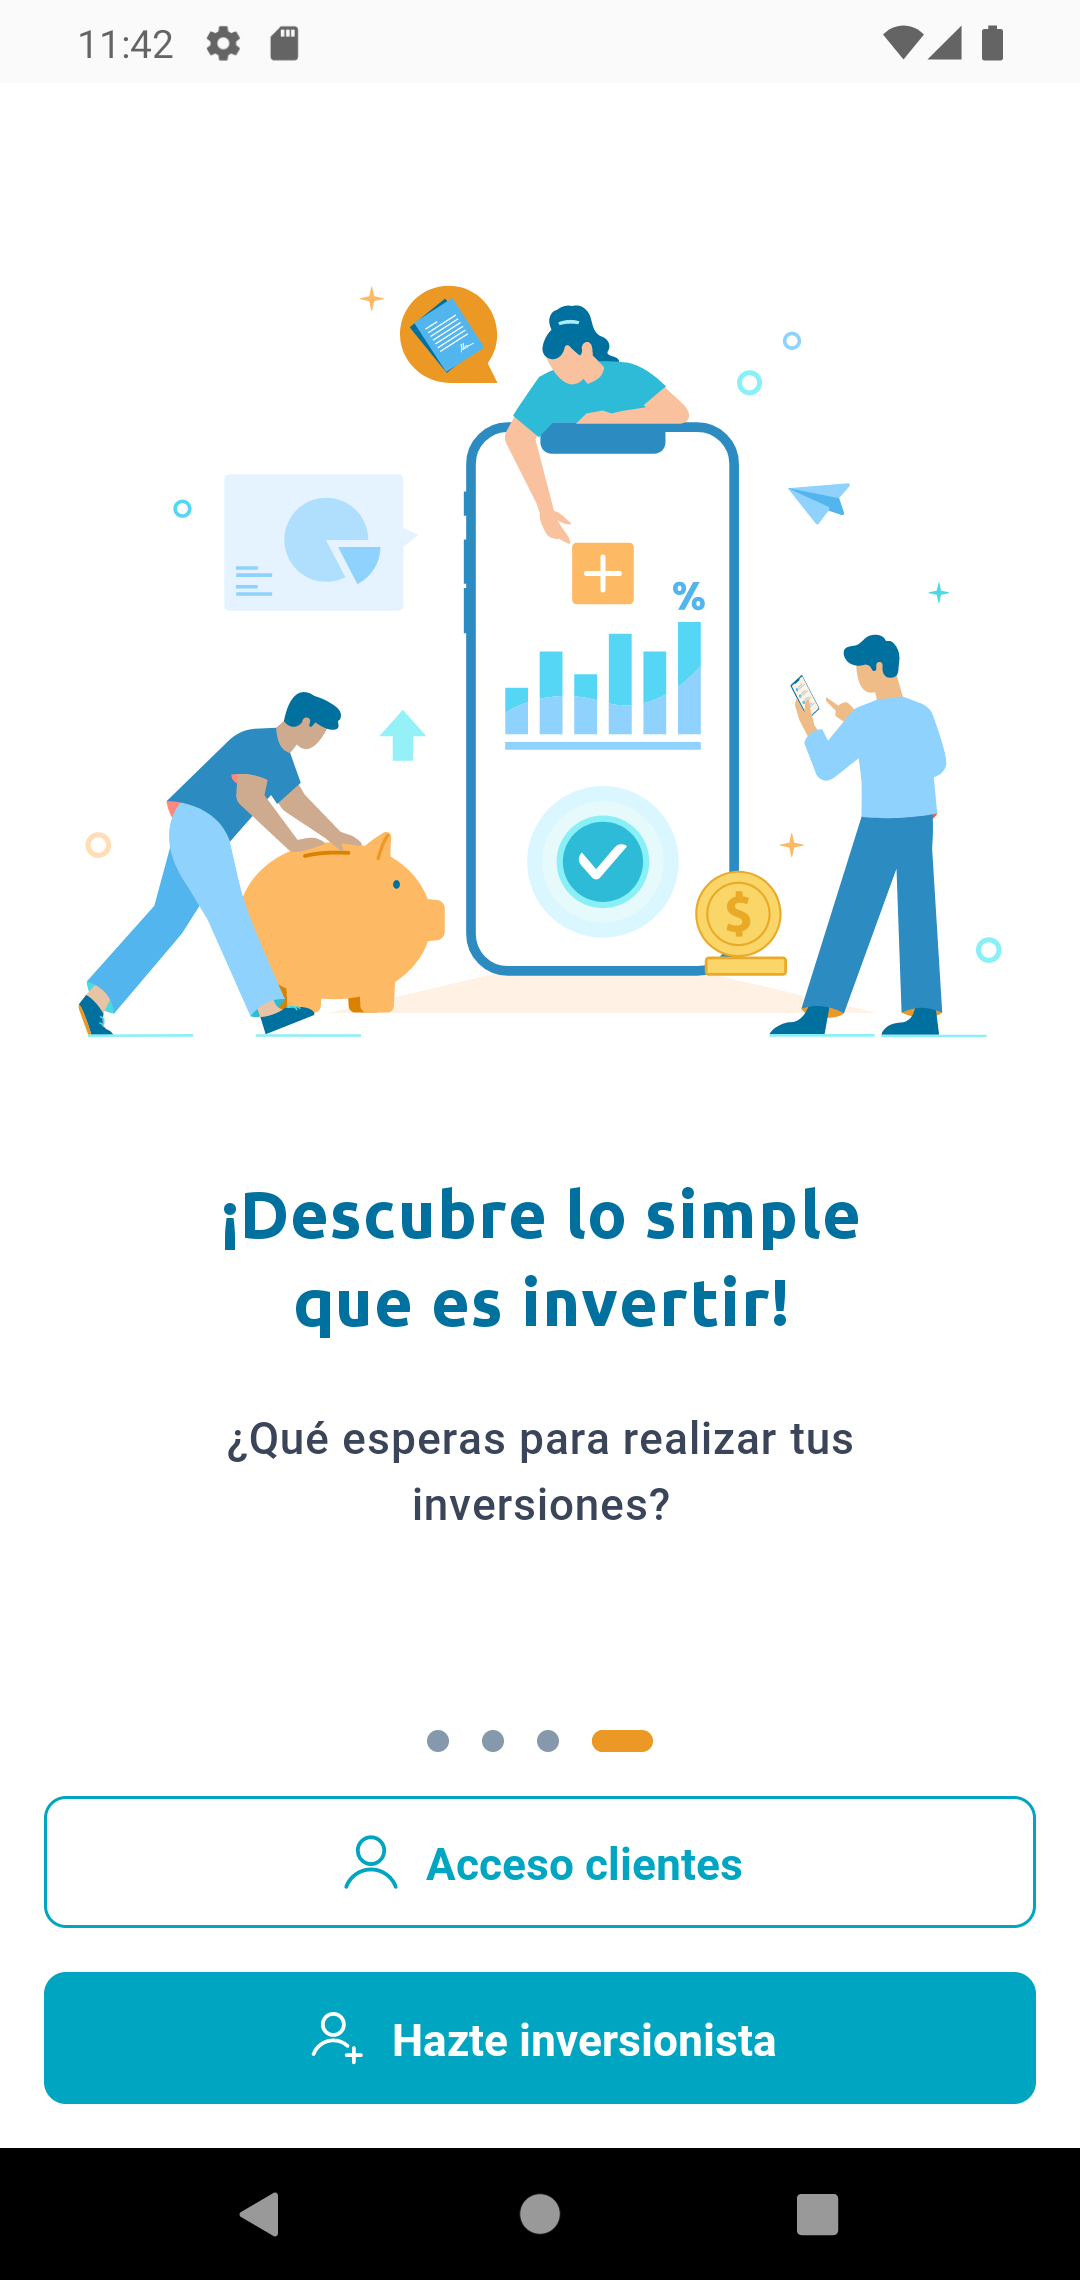 11:42
%
$
¡Descubre lo simple
que es invertir!
¿Qué esperas para realizar tus
inversiones?
Acceso clientes
Hazte inversionista